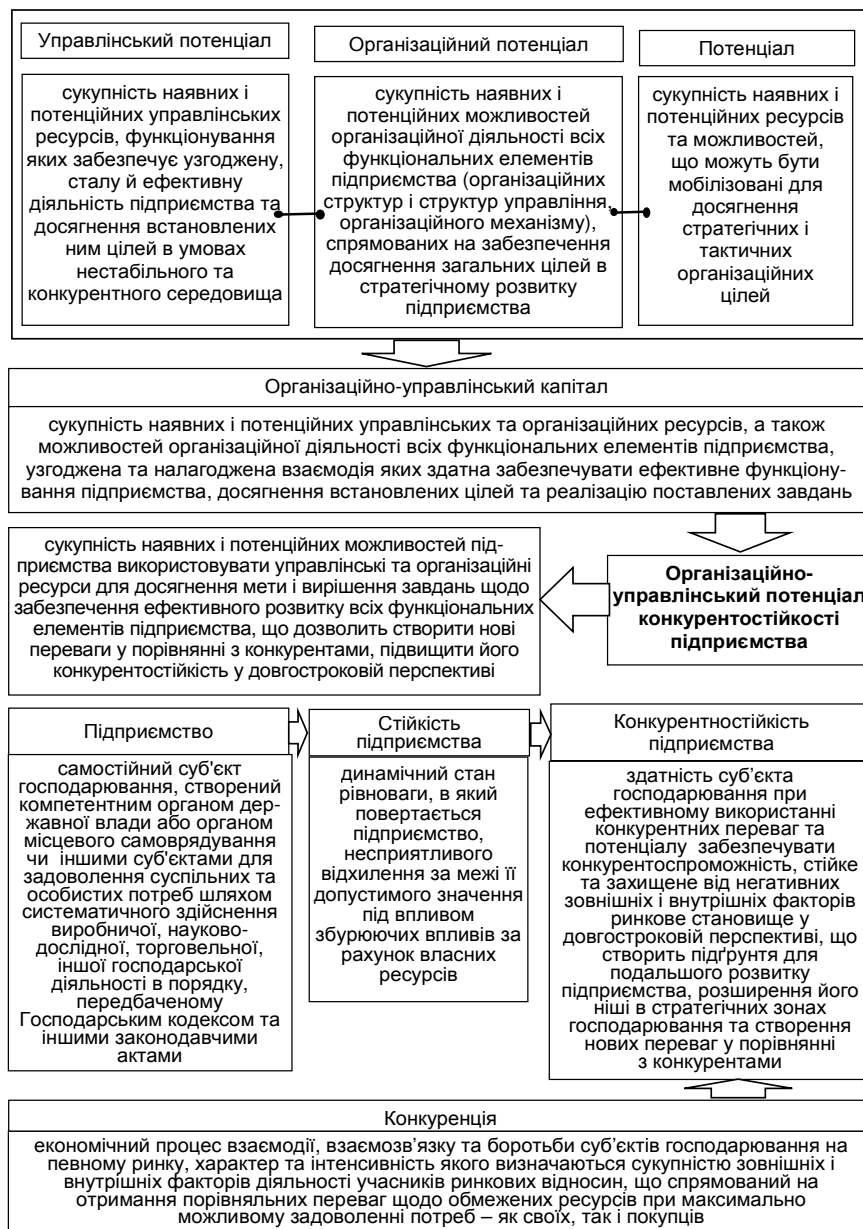 Управлінський потенціал
сукупність наявних і
потенційних управлінських
ресурсів, функціонування
яких забезпечує узгоджену,
сталу й ефективну
діяльність підприємства та
досягнення встановлених
ним цілей в умовах
нестабільного та
конкурентного середовища
Організаційний потенціал
сукупність наявних і
потенційних можливостей
організаційної діяльності всіх
функціональних елементів
підприємства (організаційних
структур і структур управління,
організаційного механізму),
спрямованих на забезпечення
досягнення загальних цілей в
стратегічному розвитку
підприємства
Потенціал
сукупність наявних і
потенційних ресурсів
та можливостей,
що можуть бути
мобілізовані для
досягнення
стратегічних і
тактичних
організаційних
цілей
Організаційно-управлінський капітал
сукупність наявних і потенційних управлінських та організаційних ресурсів, а також
можливостей організаційної діяльності всіх функціональних елементів підприємства,
узгоджена та налагоджена взаємодія яких здатна забезпечувати ефективне функціону-
вання підприємства, досягнення встановлених цілей та реалізацію поставлених завдань
сукупність наявних і потенційних можливостей під-
приємства використовувати управлінські та організаційні
ресурси для досягнення мети і вирішення завдань щодо
забезпечення ефективного розвитку всіх функціональних
елементів підприємства, що дозволить створити нові
переваги у порівнянні з конкурентами, підвищити його
конкурентостійкість у довгостроковій перспективі
Організаційно-
управлінський потенціал
конкурентостійкості
підприємства
Підприємство
самостійний суб'єкт
господарювання, створений
компетентним органом дер-
жавної влади або органом
місцевого самоврядування
чи іншими суб'єктами для
задоволення суспільних та
особистих потреб шляхом
систематичного здійснення
виробничої, науково-
дослідної, торговельної,
іншої господарської
діяльності в порядку,
передбаченому
Господарським кодексом та
іншими законодавчими
актами
Стійкість
підприємства
динамічний стан
рівноваги, в який
повертається
підприємство,
несприятливого
відхилення за межі її
допустимого значення
під впливом
збурюючих впливів за
рахунок власних
ресурсів
Конкурентностійкість
підприємства
здатність суб’єкта
господарювання при
ефективному використанні
конкурентних переваг та
потенціалу забезпечувати
конкурентоспроможність, стійке
та захищене від негативних
зовнішніх і внутрішніх факторів
ринкове становище у
довгостроковій перспективі, що
створить підґрунтя для
подальшого розвитку
підприємства, розширення його
ніші в стратегічних зонах
господарювання та створення
нових переваг у порівнянні
з конкурентами
Конкуренція
економічний процес взаємодії, взаємозв’язку та боротьби суб’єктів господарювання на
певному ринку, характер та інтенсивність якого визначаються сукупністю зовнішніх і
внутрішніх факторів діяльності учасників ринкових відносин, що спрямований на
отримання порівняльних переваг щодо обмежених ресурсів при максимально
можливому задоволенні потреб – як своїх, так і покупців